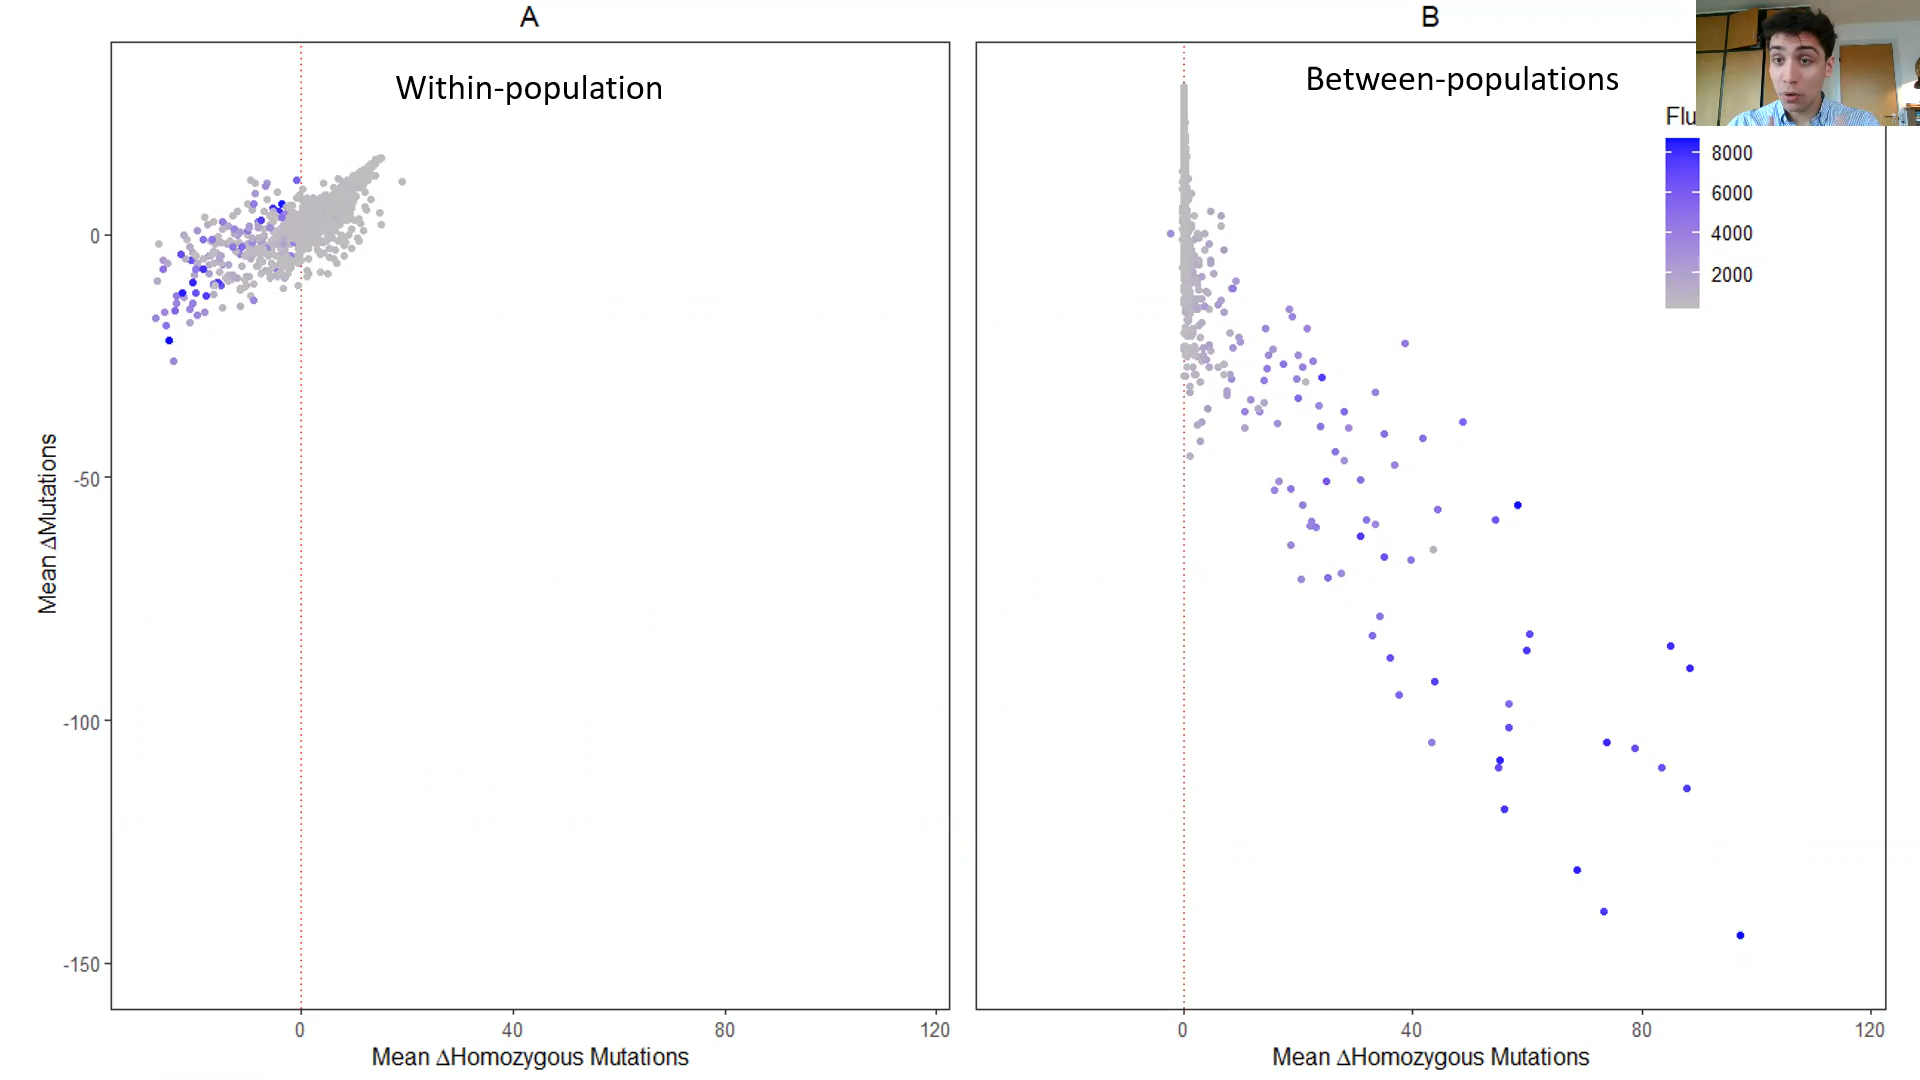 A
B
Within-population
Between-populations
Flu
8000
6000
4000
2000
0
-50
-100
-150
Mean ΔMutations
0
40
80
120
0
40
80
120
Mean ΔHomozygous Mutations
Mean ΔHomozygous Mutations